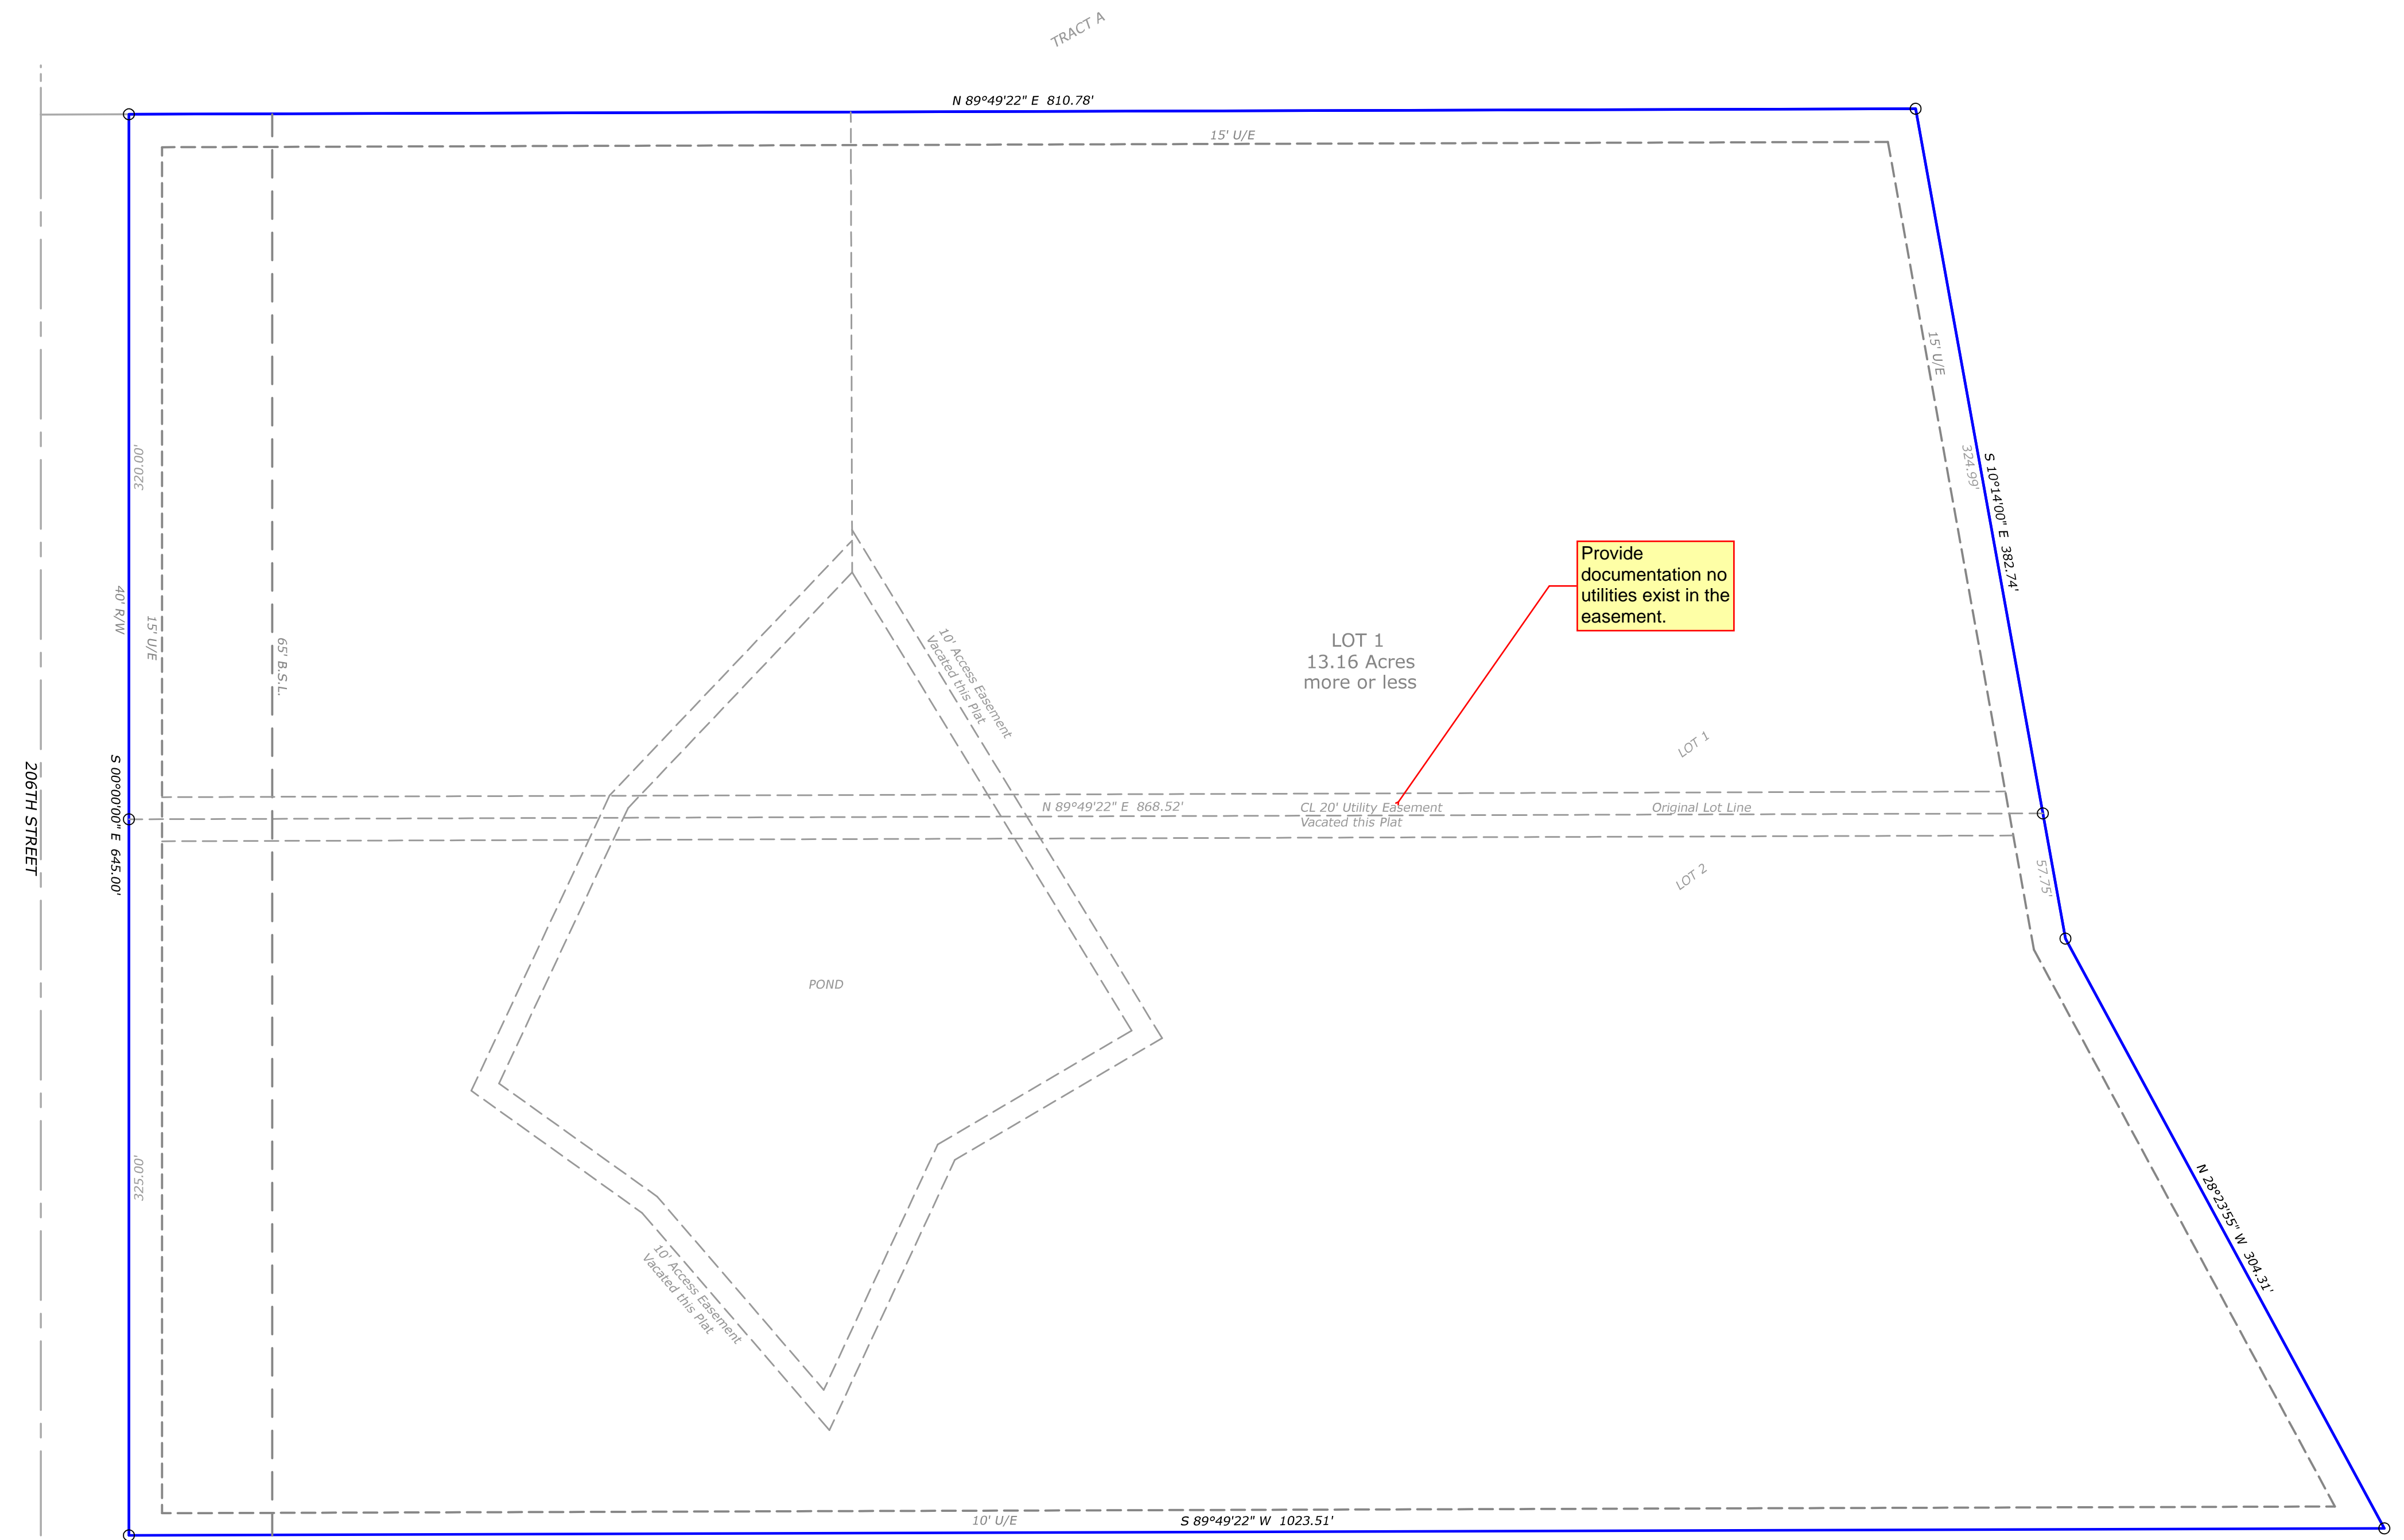 TRACT A
N 89°49'22" E  810.78'
15' U/E
15' U/E
320.00'
324.99'
S 10°14'00" E  382.74'
Provide
documentation no
utilities exist in the
easement.
40' R/W
15' U/E
65' B.S.L.
10' Access Easement
Vacated this Plat
LOT 1
13.16 Acres
more or less
LOT 1
206TH STREET
S 00°00'00" E  645.00'
N 89°49'22" E  868.52'
CL 20' Utility Easement
Vacated this Plat
Original Lot Line
LOT 2
57.75'
POND
325.00'
N 28°23'55" W  304.31'
10' Access Easement
Vacated this Plat
10' U/E
S 89°49'22" W  1023.51'